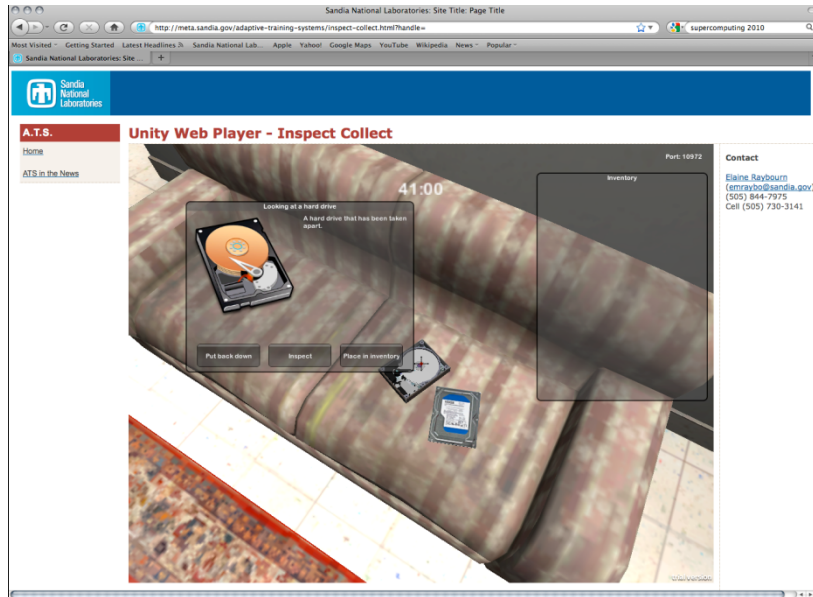 Sandia National Laboratories: Site Title: Page Title
http://meta.sandia.gov/adaptive-training-systems/inspect-collect.html?handle=
supercomputing 2010
Most Visited Getting Started Latest Headlines Sandia National Lab... Apple Yahoo! Google Maps YouTube Wikipedia News Popular
Sandia National Laboratories: Site ...
Sandia
National
Laboratories
A.T.S.
Home
ATS in the News
Unity Web Player - Inspect Collect
Port: 10972
41:00
Inventory
Looking at a hard drive
A hard drive that has been taken
apart.
Put back down
Inspect
Place in inventory
Contact
Elaine Raybourn
(emraybo@sandia.gov)
(505) 844-7975
Cell (505) 730-3141